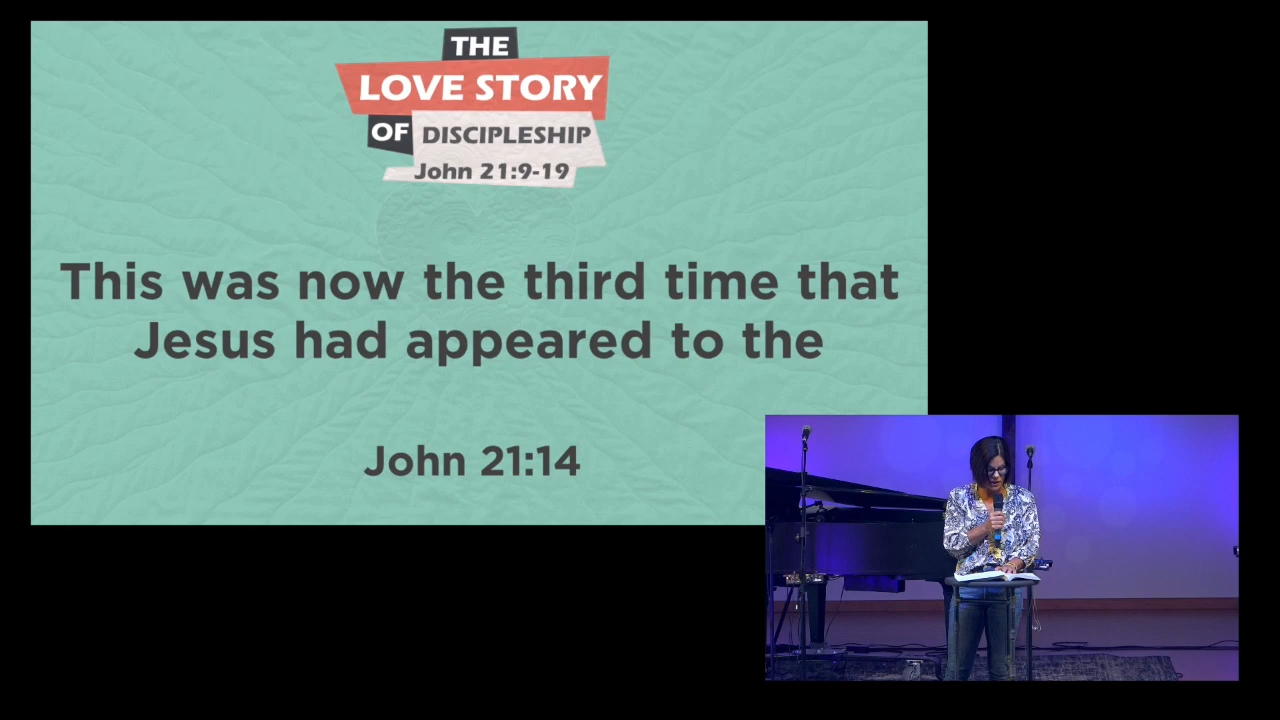 THE
LOVE STORY
OF DISCIPLESHIP
John 21:9-19
This was now the third time that
Jesus had appeared to the
John 21:14